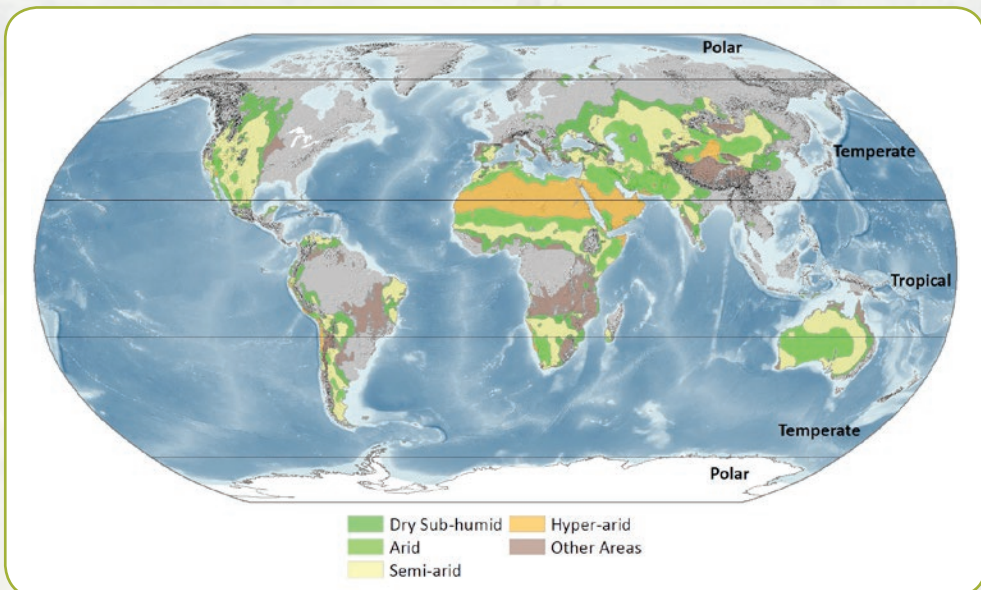 Polar
Temperate
Tropical
Temperate
Polar
Dry Sub-humid
Hyper-arid
Arid
Other Areas
Semi-arid